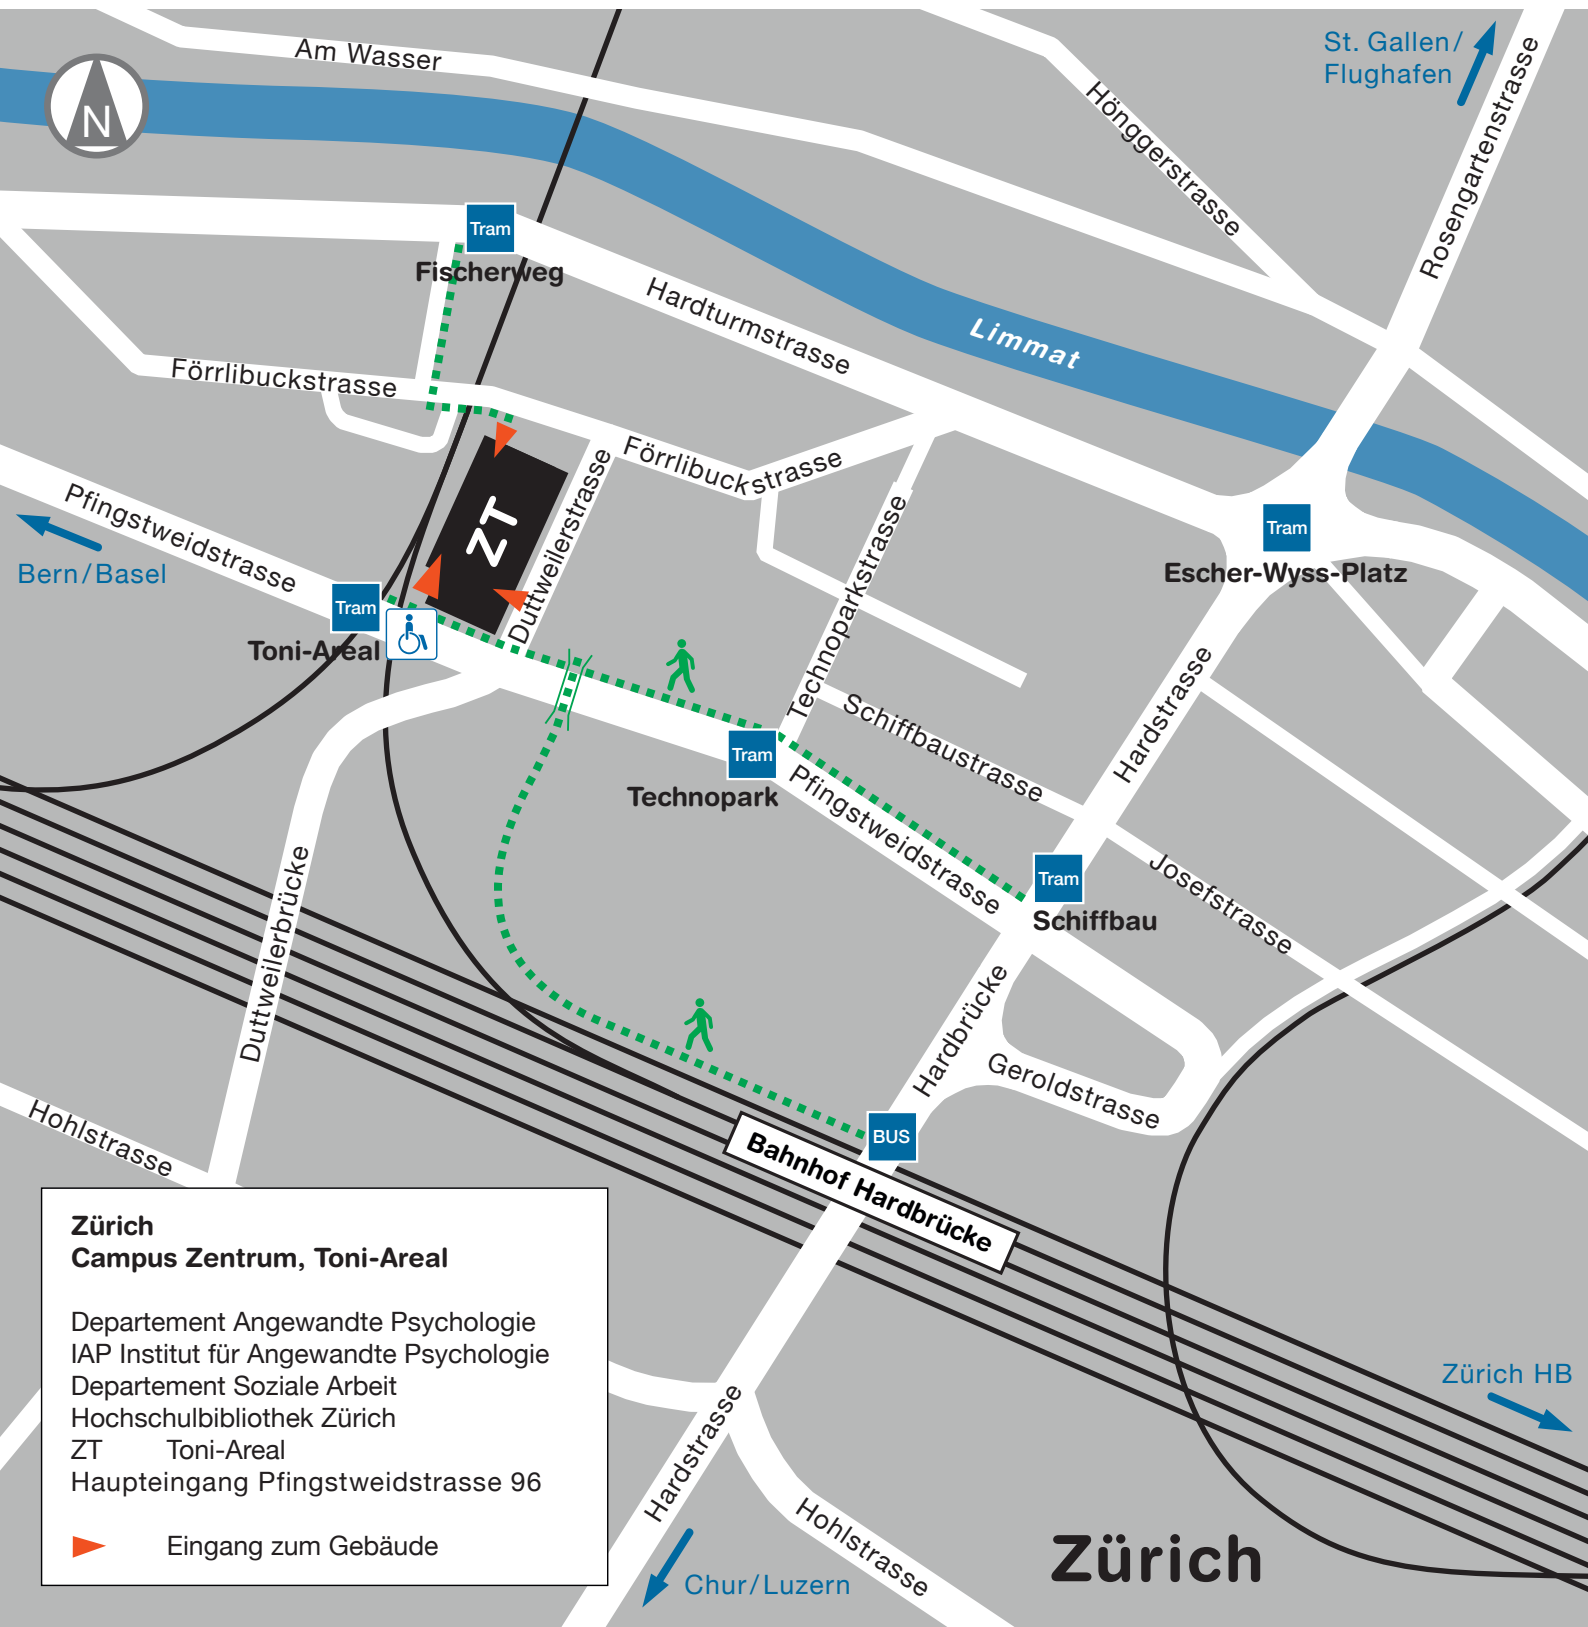 St. Gallen/
Flughafen
Am Wasser
N
Hönggerstrasse
Rosengartenstrasse
Tram
Fischerweg
Hardturmstrasse
Limmat
Förrlibuckstrasse
Förrlibuckstrasse
Pfingstweidstrasse
Bern/Basel
ZT
Duttweilerstrasse
Technoparkstrasse
Tram
Escher-Wyss-Platz
Tram
Toni-Areal
Schiffbaustrasse
Hardstrasse
Tram
Technopark
Pfingstweidstrasse
Tram
Schiffbau
Josefstrasse
Duttweilerbrücke
Hardbrücke
Geroldstrasse
Hohlstrasse
BUS
Bahnhof Hardbrücke
Zürich
Campus Zentrum, Toni-Areal
Departement Angewandte Psychologie
IAP Institut für Angewandte Psychologie
Departement Soziale Arbeit
Hochschulbibliothek Zürich
ZT Toni-Areal
Haupteingang Pfingstweidstrasse 96
Eingang zum Gebäude
Zürich HB
Hardstrasse
Hohlstrasse
Chur/Luzern
Zürich